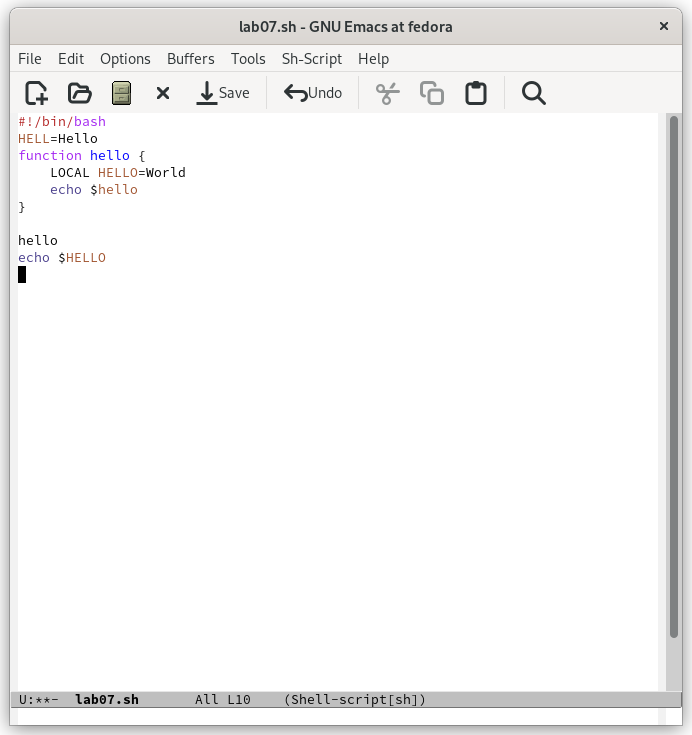 lab07.sh - GNU Emacs at fedora ×
File Edit Options Buffers Tools Sh-Script Help
Save Undo
#!/bin/bash
HELL=Hello
function hello {
    LOCAL HELLO=World
    echo $hello
}
hello
echo $HELLO
U:**-  lab07.sh       All L10    (Shell-script[sh])